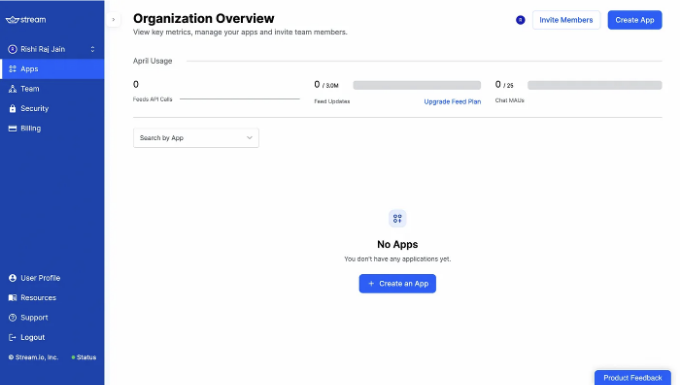 stream
Rishi Raj Jain
Apps
Team
Security
Billing
User Profile
Resources
Support
Logout
© Stream.io, Inc.
Status
Organization Overview
View key metrics, manage your apps and invite team members.
Invite Members
Create App
April Usage
0
Feeds API Calls
0 / 3.0M
Feed Updates
Upgrade Feed Plan
0 / 25
Chat MAUs
Search by App
No Apps
You don't have any applications yet.
+ Create an App
Product Feedback